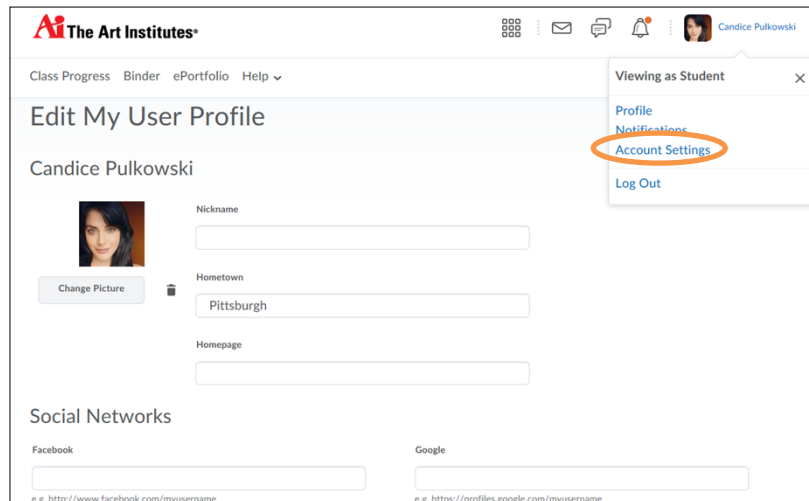 Ai The Art Institutes®
Candice Pulkowski
Class Progress Binder ePortfolio Help
Viewing as Student
Profile
Notifications
Account Settings
Log Out
Edit My User Profile
Candice Pulkowski
Nickname
Change Picture
Hometown
Pittsburgh
Homepage
Social Networks
Facebook Google
e.g. http://www.facebook.com/myusername e.g. https://profiles.google.com/myusername